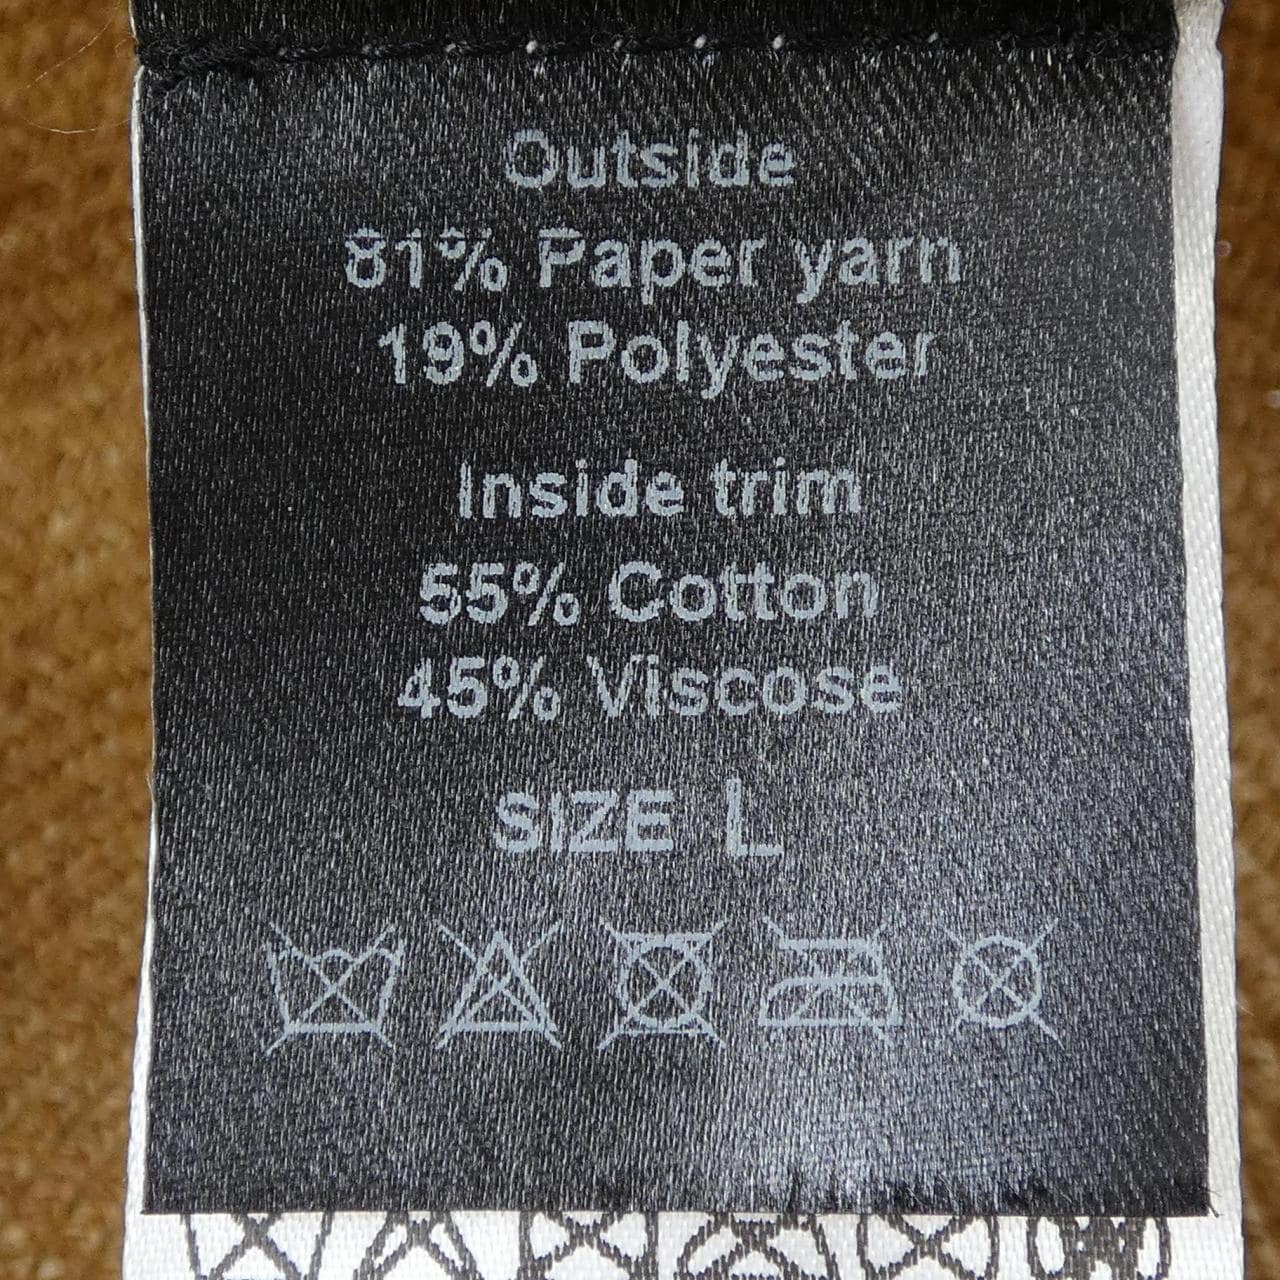 Outside
81% Paper yarn
19% Polyester
Inside trim
55% Cotton
45% Viscose
SIZE L